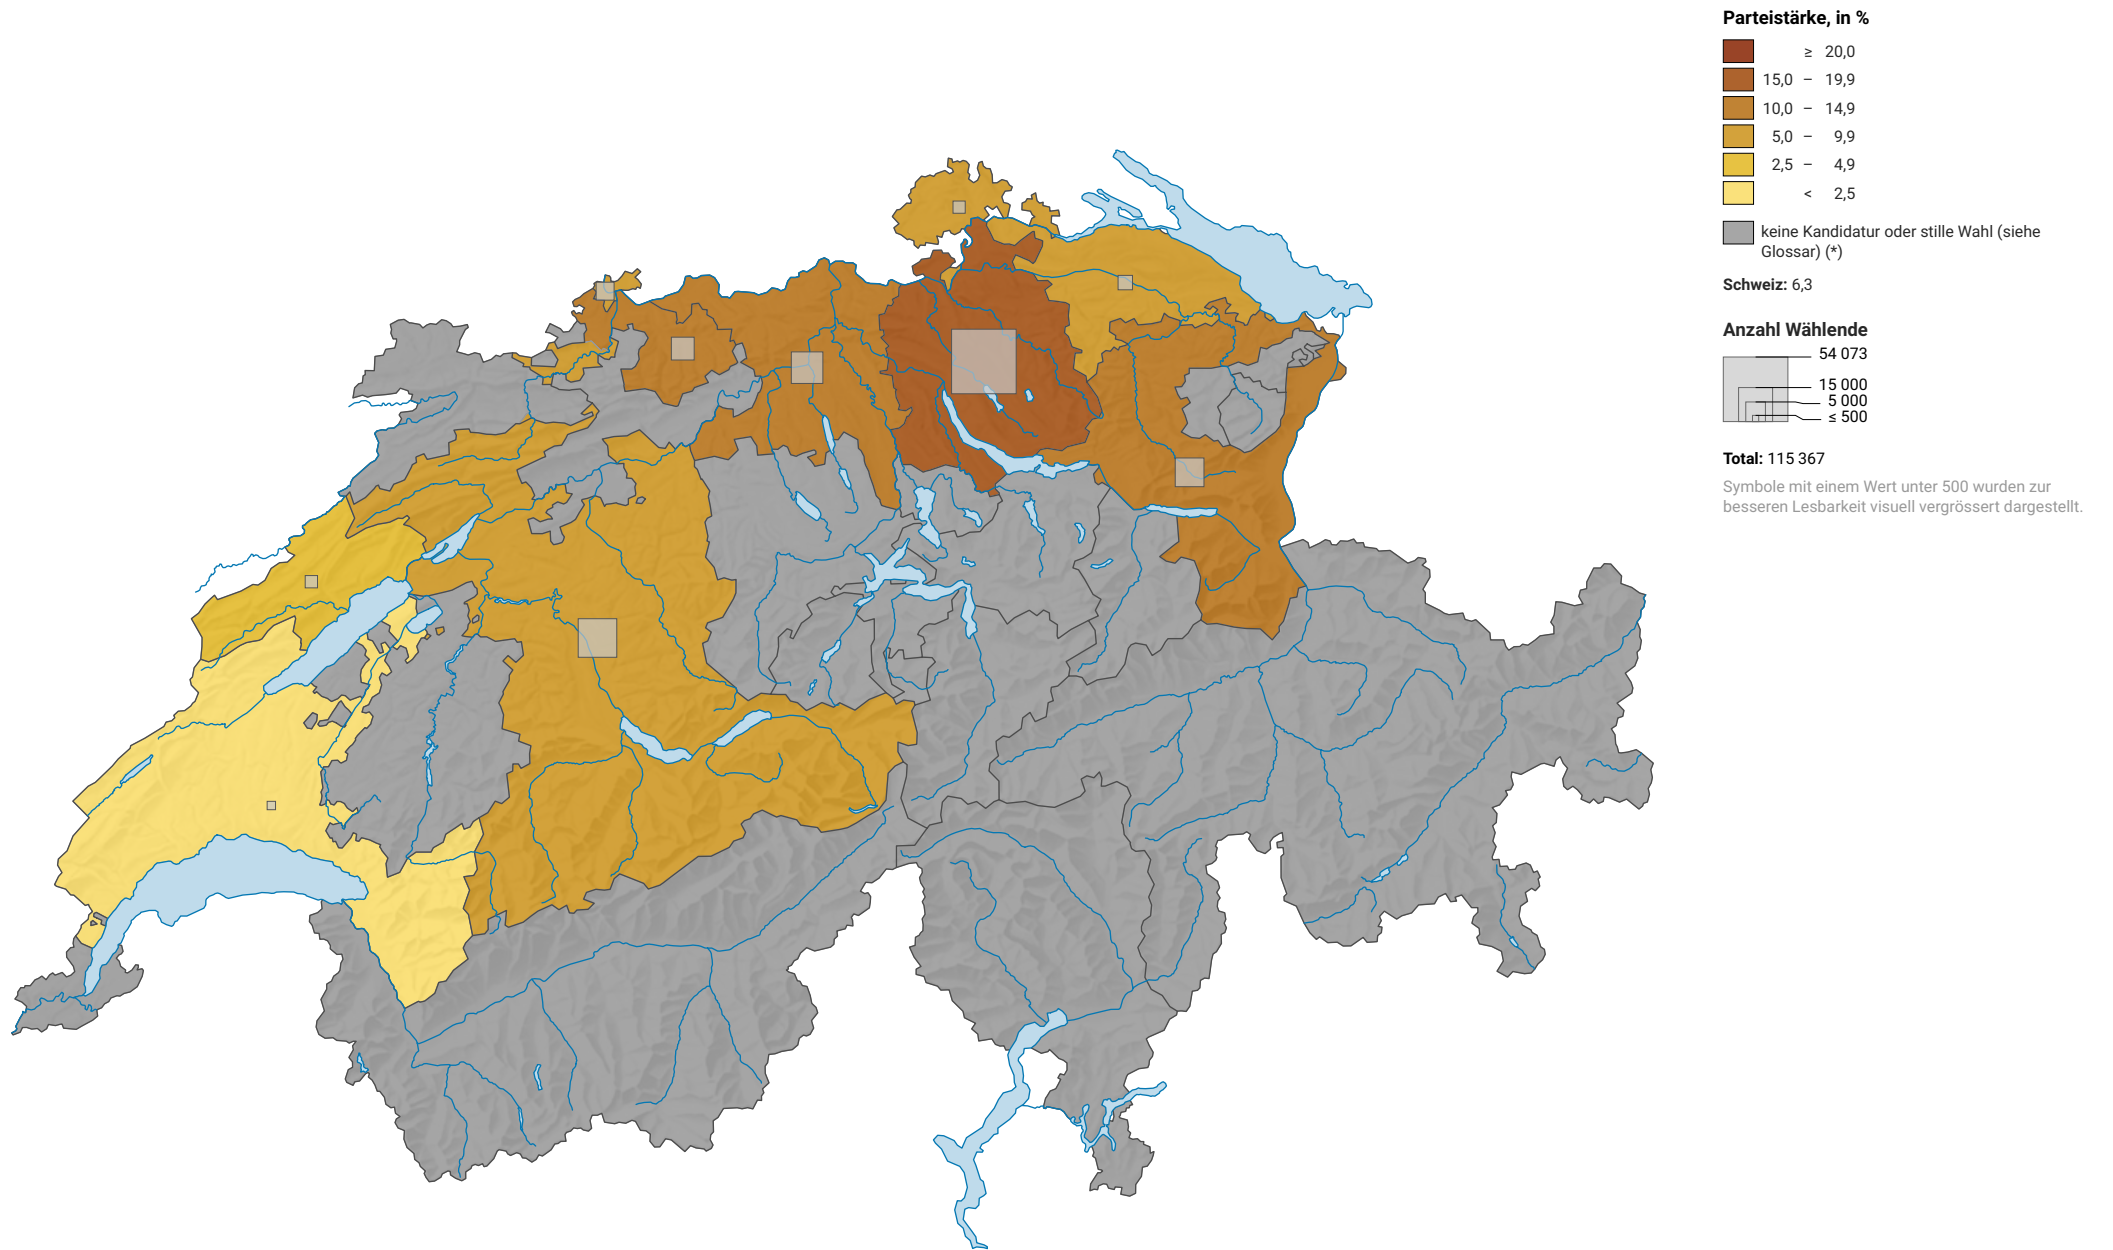 Parteistärke, in %
≥ 20,0
15,0 – 19,9
10,0 – 14,9
5,0 – 9,9
2,5 – 4,9
< 2,5
keine Kandidatur oder stille Wahl (siehe
Glossar) (*)
Schweiz: 6,3
Anzahl Wählende
54 073
15 000
5 000
≤ 500
Total: 115 367
Symbole mit einem Wert unter 500 wurden zur
besseren Lesbarkeit visuell vergrössert dargestellt.